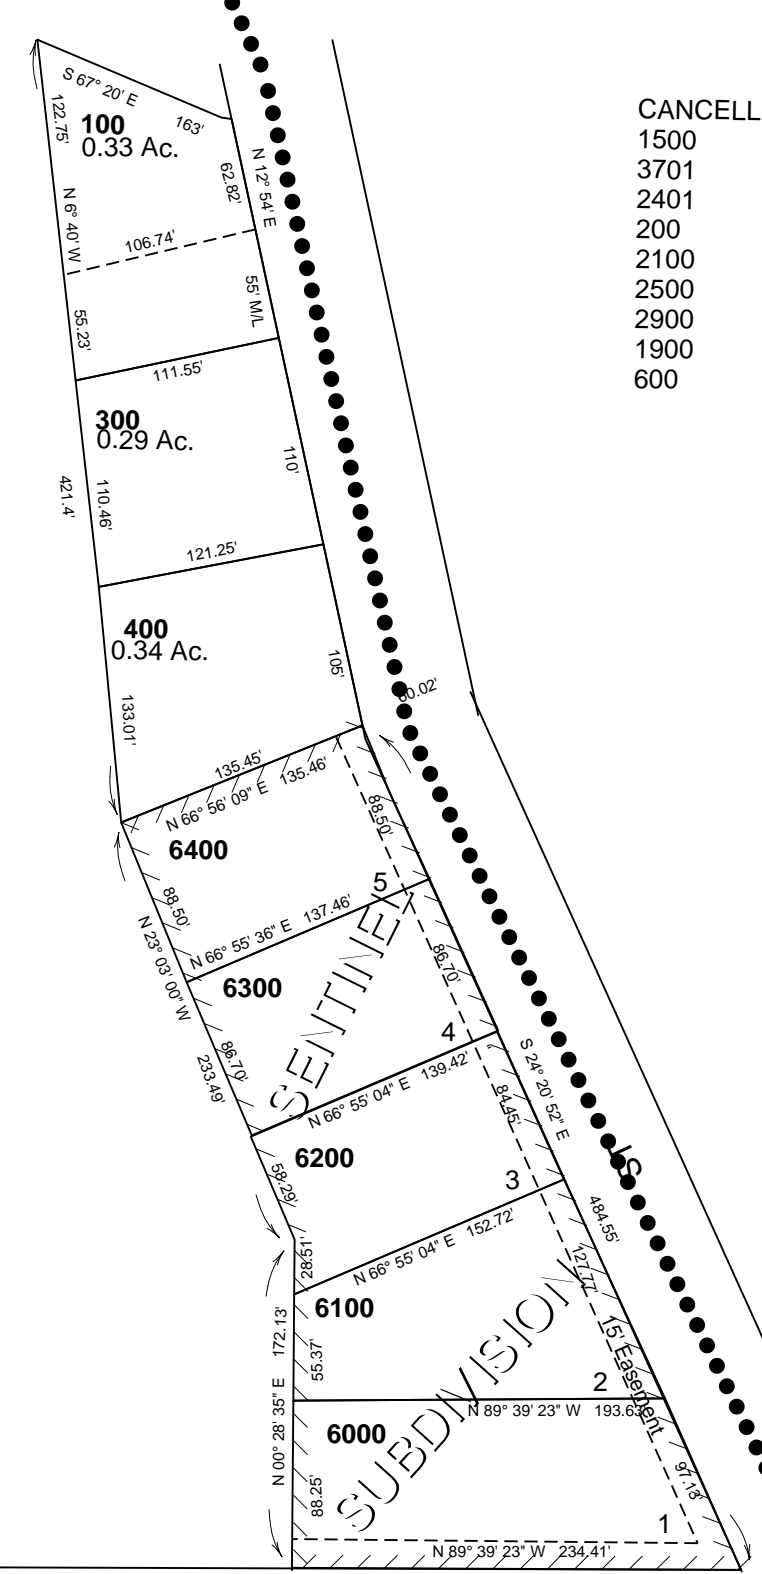 S 67° 20' E
163'
122.75'
100
0.33 Ac.
62.82'
N 12° 54' E
N 6° 40' W
106.74'
55' M/L
55.23'
111.55'
CANCELL
1500
3701
2401
200
2100
2500
2900
1900
600
300
0.29 Ac.
110'
421.4'
110.46'
121.25'
400
0.34 Ac.
105'
60.02'
133.01'
135.45'
N 66° 56' 09" E 135.46'
6400
88.50'
5
88.50'
N 66° 55' 36" E 137.46'
N 23° 03' 00" W
233.49'
6300
86.70'
86.70'
4
SENTINEL
N 66° 55' 04" E 139.42'
S 24° 20' 52" E
484.55'
6200
84.45'
58.29'
3
28.51'
N 66° 55' 04" E 152.72'
6100
127.77'
N 00° 28' 35" E 172.13'
55.37'
15' Easement
2
N 89° 39' 23" W 193.63'
6000
SUBDIVISION
88.25'
97.13'
1
N 89° 39' 23" W 234.41'